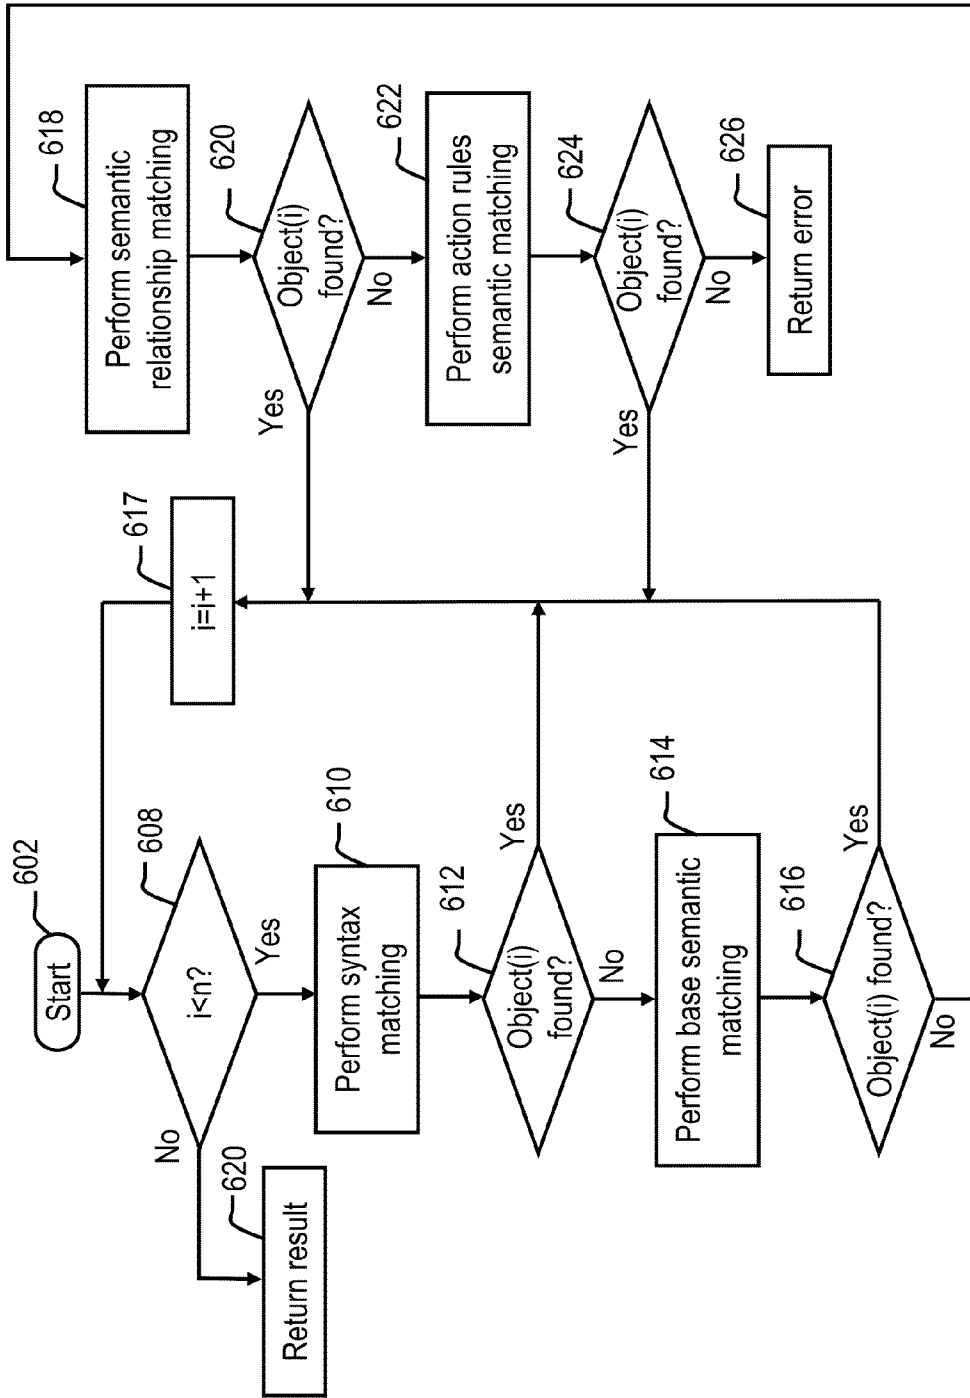 Start
602
i<n?
608
No
Yes
Return result
620
Perform syntax
matching
610
Object(i)
found?
612
Yes
No
Perform base semantic
matching
614
Object(i) found?
616
Yes
No
i=i+1
617
Perform semantic
relationship matching
618
Object(i)
found?
620
Yes
No
Perform action rules
semantic matching
622
Object(i)
found?
624
Yes
No
Return error
626